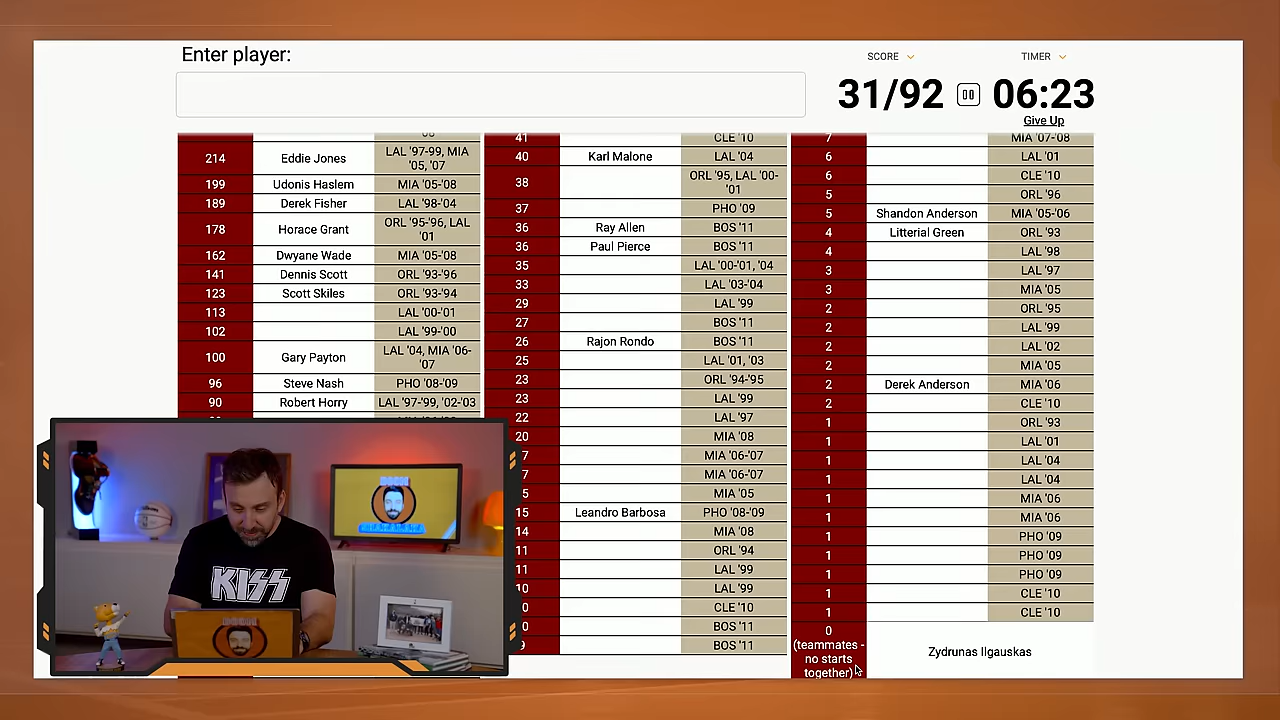 Enter player:
SCORE
TIMER
31/92
06:23
Give Up
214 Eddie Jones LAL '97-99, MIA
'05, '07
199 Udonis Haslem MIA '05-'08
189 Derek Fisher LAL '98-'04
178 Horace Grant ORL '95-'96, LAL
'01
162 Dwyane Wade MIA '05-'08
141 Dennis Scott ORL '93-'96
123 Scott Skiles ORL '93-'94
113 LAL '00-'01
102 LAL '99-'00
100 Gary Payton LAL '04, MIA '06-
'07
96 Steve Nash PHO '08-'09
90 Robert Horry LAL '97-'99, '02-'03
41 CLE '10
40 Karl Malone LAL '04
38 ORL '95, LAL '00-
'01
37 PHO '09
36 Ray Allen BOS '11
36 Paul Pierce BOS '11
35 LAL '00-'01, '04
33 LAL '03-'04
29 LAL '99
27 BOS '11
26 Rajon Rondo BOS '11
25 LAL '01, '03
23 ORL '94-'95
23 LAL '99
22 LAL '97
20 MIA '08
7 MIA '06-'07
7 MIA '06-'07
5 MIA '05
15 Leandro Barbosa PHO '08-'09
14 MIA '08
11 ORL '94
11 LAL '99
10 LAL '99
0 CLE '10
0 BOS '11
9 BOS '11
7 MIA '07-'08
6 LAL '01
6 CLE '10
5 ORL '96
5 Shandon Anderson MIA '05-'06
4 Litterial Green ORL '93
4 LAL '98
3 LAL '97
3 MIA '05
2 ORL '95
2 LAL '99
2 LAL '02
2 MIA '05
2 Derek Anderson MIA '06
2 CLE '10
1 ORL '93
1 LAL '01
1 LAL '04
1 LAL '04
1 MIA '06
1 MIA '06
1 PHO '09
1 PHO '09
1 PHO '09
1 CLE '10
1 CLE '10
0
(teammates -
no starts
together)
Zydrunas Ilgauskas
KISS